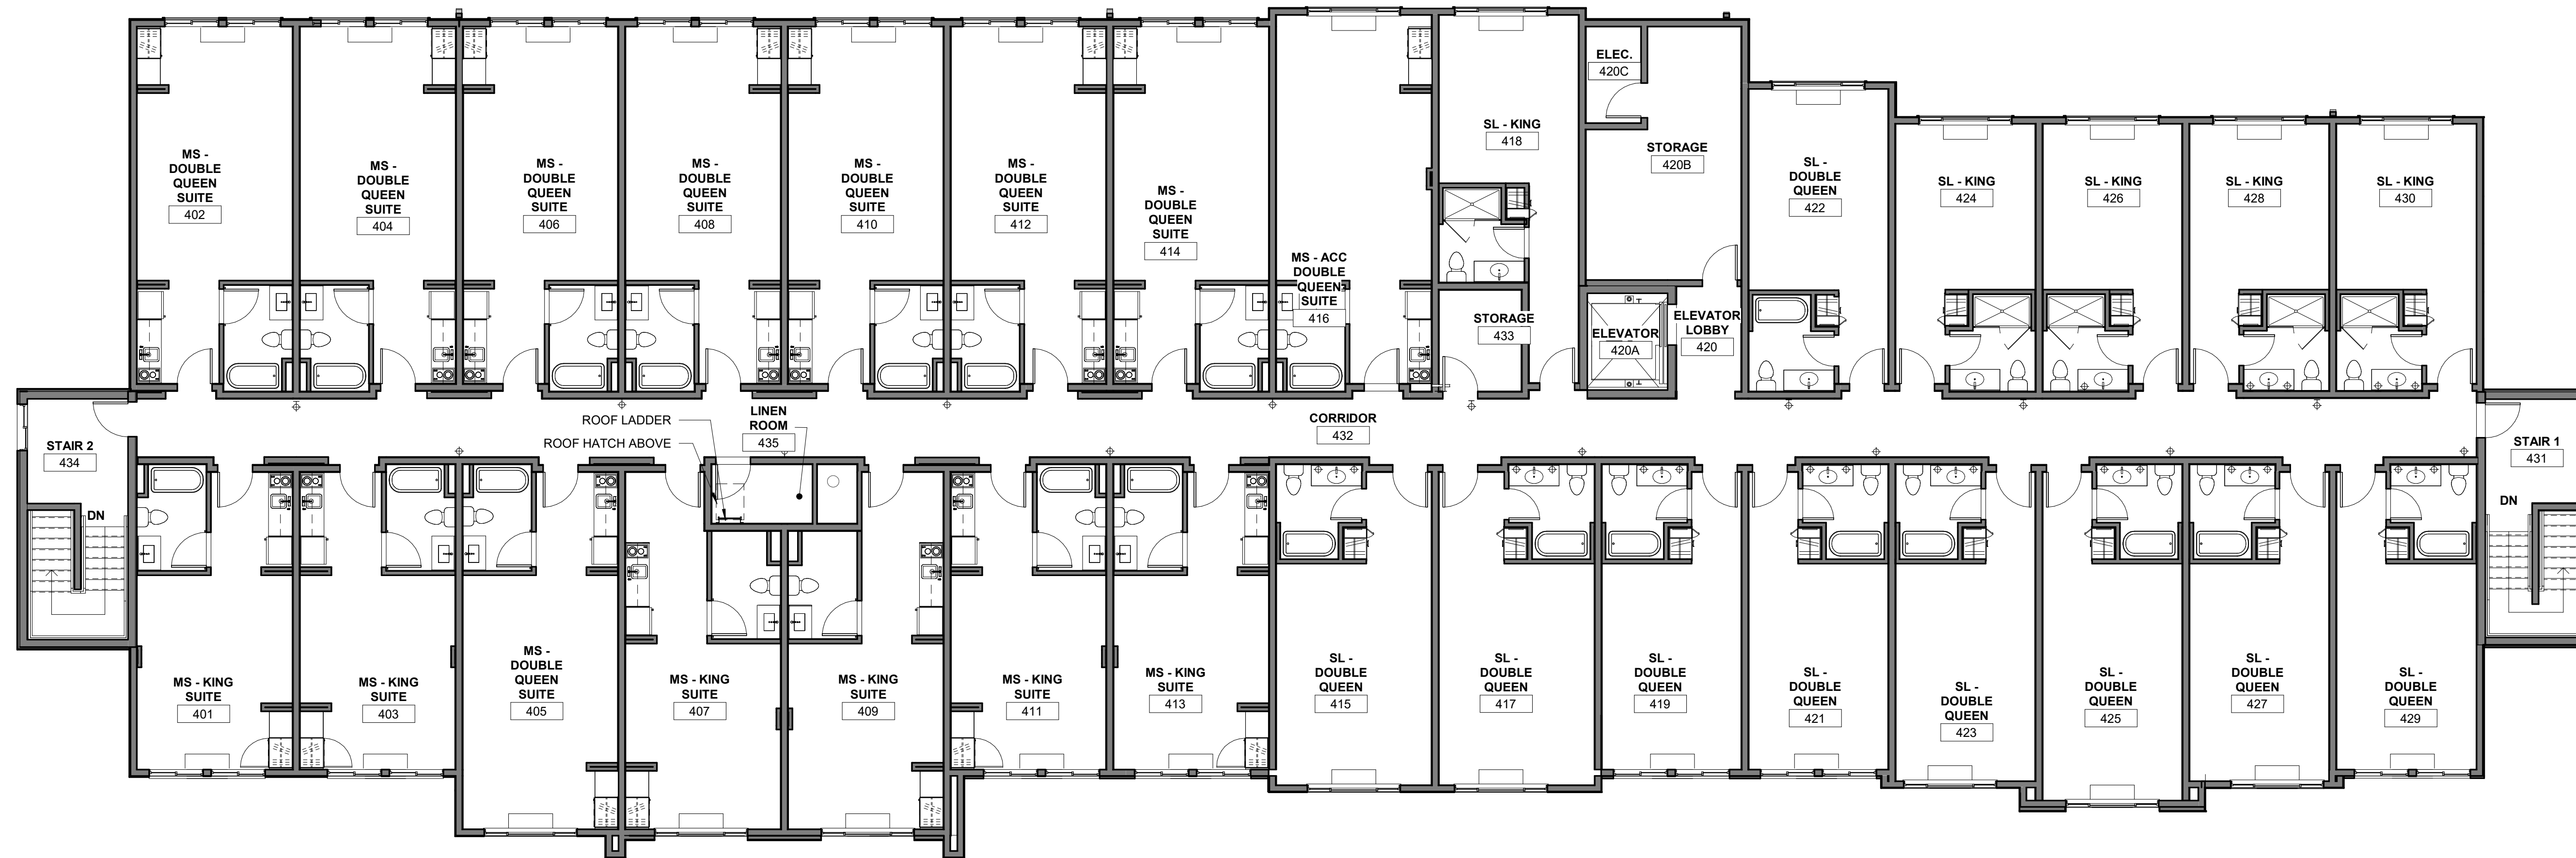 MS -
DOUBLE
QUEEN
SUITE
402
MS -
DOUBLE
QUEEN
SUITE
404
MS -
DOUBLE
QUEEN
SUITE
406
MS -
DOUBLE
QUEEN
SUITE
408
MS -
DOUBLE
QUEEN
SUITE
410
MS -
DOUBLE
QUEEN
SUITE
412
MS -
DOUBLE
QUEEN
SUITE
414
MS - ACC
DOUBLE
QUEEN
SUITE
416
SL - KING
418
ELEC.
420C
STORAGE
420B
SL -
DOUBLE
QUEEN
422
SL - KING
424
SL - KING
426
SL - KING
428
SL - KING
430
STORAGE
433
ELEVATOR
420A
ELEVATOR
LOBBY
420
STAIR 2
434
DN
ROOF LADDER
ROOF HATCH ABOVE
LINEN
ROOM
435
CORRIDOR
432
STAIR 1
431
DN
MS - KING
SUITE
401
MS - KING
SUITE
403
MS -
DOUBLE
QUEEN
SUITE
405
MS - KING
SUITE
407
MS - KING
SUITE
409
MS - KING
SUITE
411
MS - KING
SUITE
413
SL -
DOUBLE
QUEEN
415
SL -
DOUBLE
QUEEN
417
SL -
DOUBLE
QUEEN
419
SL -
DOUBLE
QUEEN
421
SL -
DOUBLE
QUEEN
423
SL -
DOUBLE
QUEEN
425
SL -
DOUBLE
QUEEN
427
SL -
DOUBLE
QUEEN
429